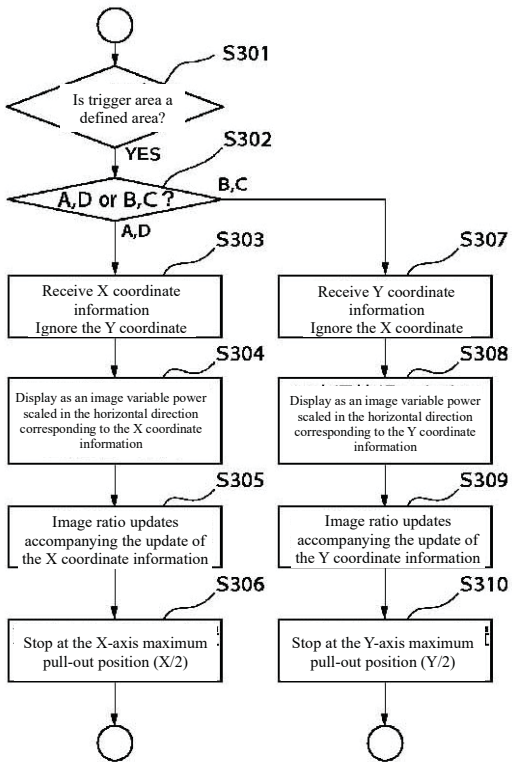 S301
Is trigger area a
defined area?
YES
S302
A,D or B,C ?
B,C
A,D
S303
Receive X coordinate
information
Ignore the Y coordinate
S304
Display as an image variable power
scaled in the horizontal direction
corresponding to the X coordinate
information
S305
Image ratio updates
accompanying the update of
the X coordinate information
S306
Stop at the X-axis maximum
pull-out position (X/2)
S307
Receive Y coordinate
information
Ignore the X coordinate
S308
Display as an image variable power
scaled in the horizontal direction
corresponding to the Y coordinate
information
S309
Image ratio updates
accompanying the update of
the Y coordinate information
S310
Stop at the Y-axis maximum
pull-out position (Y/2)